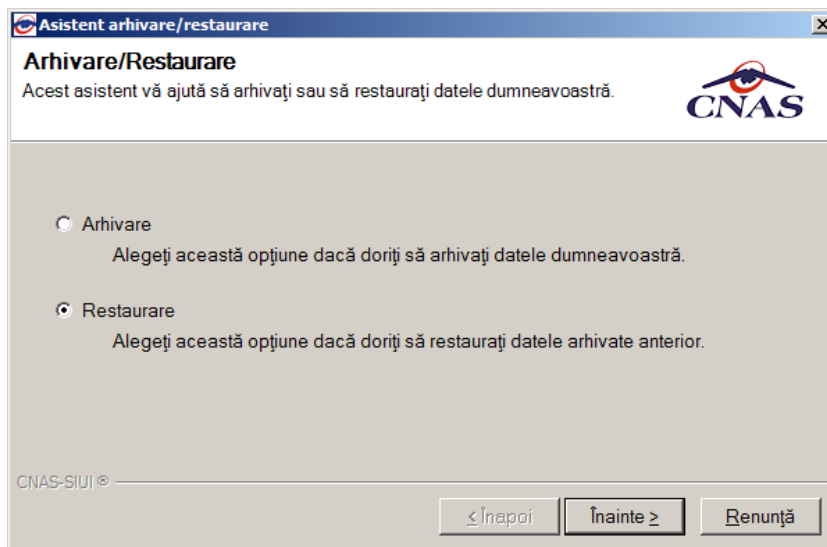 Asistent arhivare/restaurare
Arhivare/Restaurare
Acest asistent vă ajută să arhivaţi sau să restauraţi datele dumneavoastră.
CNAS
Arhivare
Alegeţi această opţiune dacă doriţi să arhivaţi datele dumneavoastră.
Restaurare
Alegeţi această opţiune dacă doriţi să restauraţi datele arhivate anterior.
CNAS-SIUI ®
< Înapoi
Înainte >
Renunţă